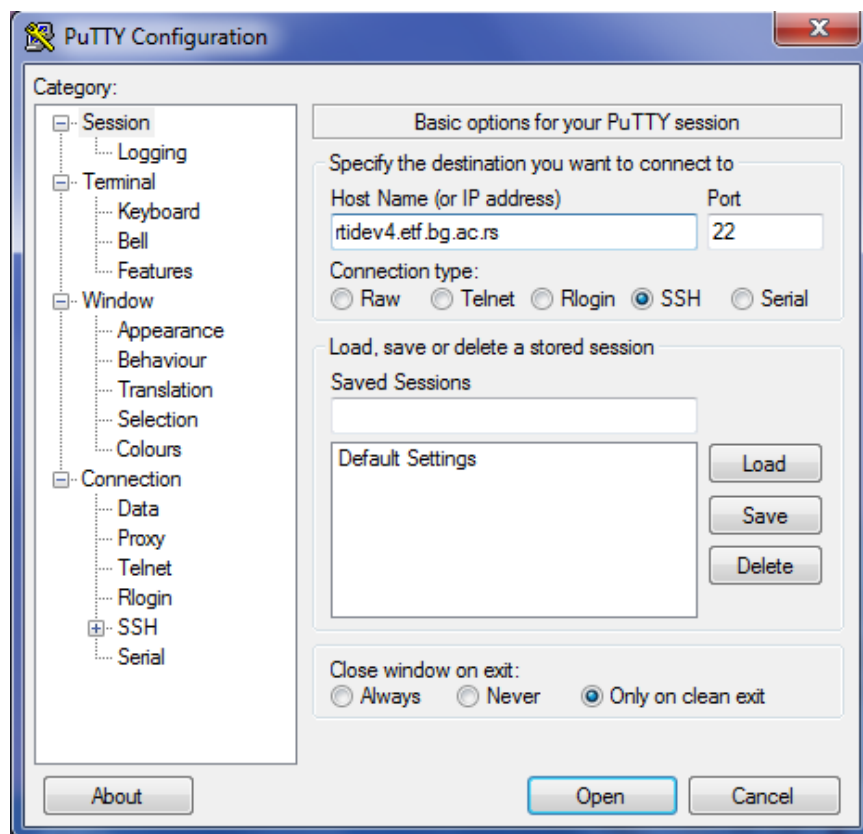 PuTTY Configuration
X
Category:
Session
Logging
Terminal
Keyboard
Bell
Features
Window
Appearance
Behaviour
Translation
Selection
Colours
Connection
Data
Proxy
Telnet
Rlogin
SSH
Serial
Basic options for your PuTTY session
Specify the destination you want to connect to
Host Name (or IP address) Port
rtidev4.etf.bg.ac.rs 22
Connection type:
Raw Telnet Rlogin SSH Serial
Load, save or delete a stored session
Saved Sessions
Default Settings
Load
Save
Delete
Close window on exit:
Always Never Only on clean exit
About Open Cancel